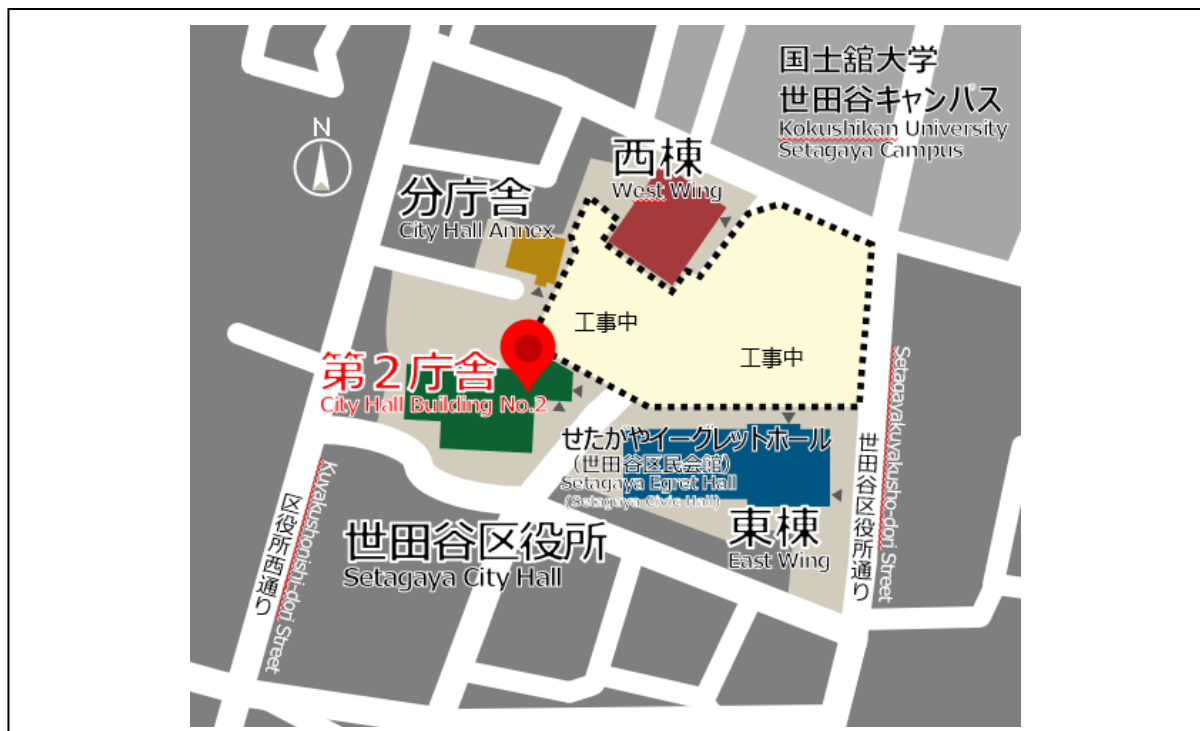 国士舘大学
世田谷キャンパス
Kokushikan University
Setagaya Campus
N
西棟
West Wing
分庁舎
City Hall Annex
工事中
工事中
第２庁舎
City Hall Building No.2
せたがやイーグレットホール
（世田谷区民会館）
Setagaya Egret Hall
(Setagaya Civic Hall)
東棟
East Wing
世田谷区役所
Setagaya City Hall
区役所西通り
Kuyakushonishi-dori Street
世田谷区役所通り
Setagayakuyakusho-dori Street